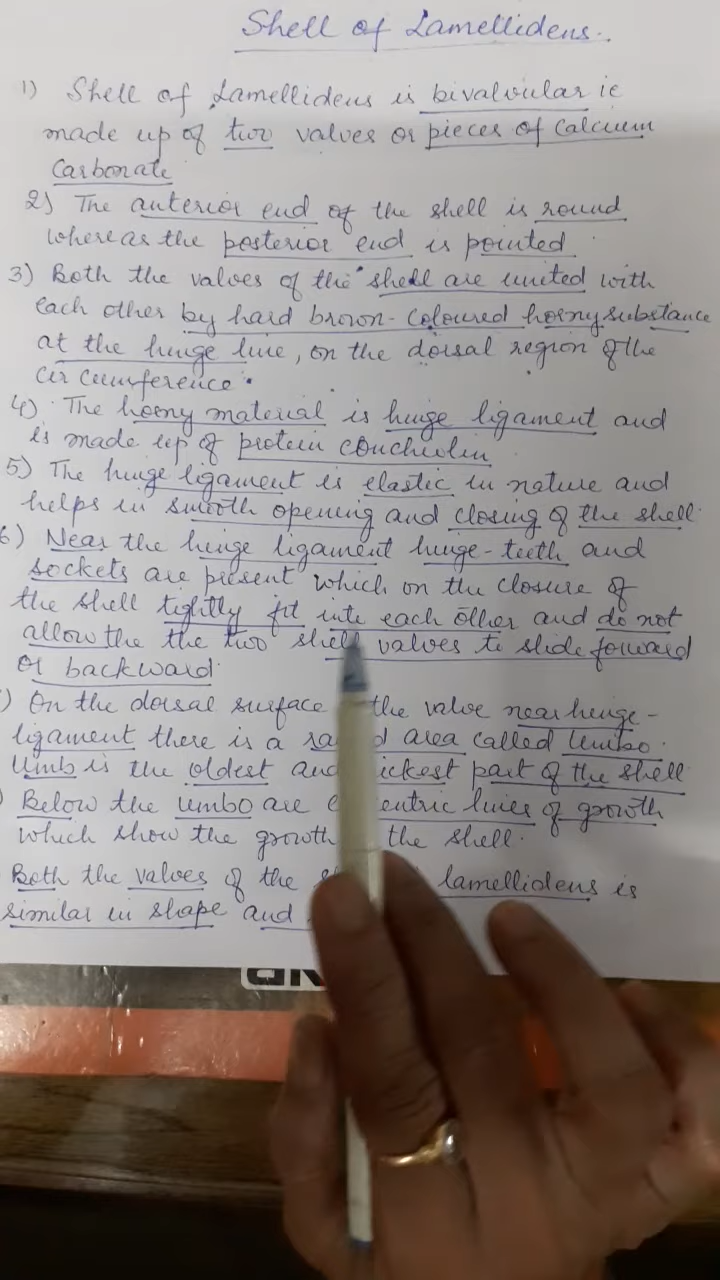 Shell of Lamellidens.
1) Shell of Lamellidens is bivalvular ie
made up of two valves or pieces of Calcium
Carbonate
2) The anterior end of the shell is round
whereas the posterior end is pointed
3) Both the values of the shell are united with
each other by hard brown-coloured horny substance
at the hinge line, on the dorsal region of the
circumference.
4) The horny material is hinge ligament and
is made up of protein conchiolin
5) The hinge ligament is elastic in nature and
helps in smooth opening and closing of the shell.
6) Near the hinge ligament hinge-teeth and
sockets are present which on the closure of
the shell tightly fit into each other and do not
allow the the two shell valves to slide forward
or backward.
) On the dorsal surface the valve near hinge-
ligament there is a area called Umbo.
Umb is the oldest and part of the shell
) Below the umbo are lines of growth
which show the growth the shell.
Both the values of the lamellidens is
similar in shape and